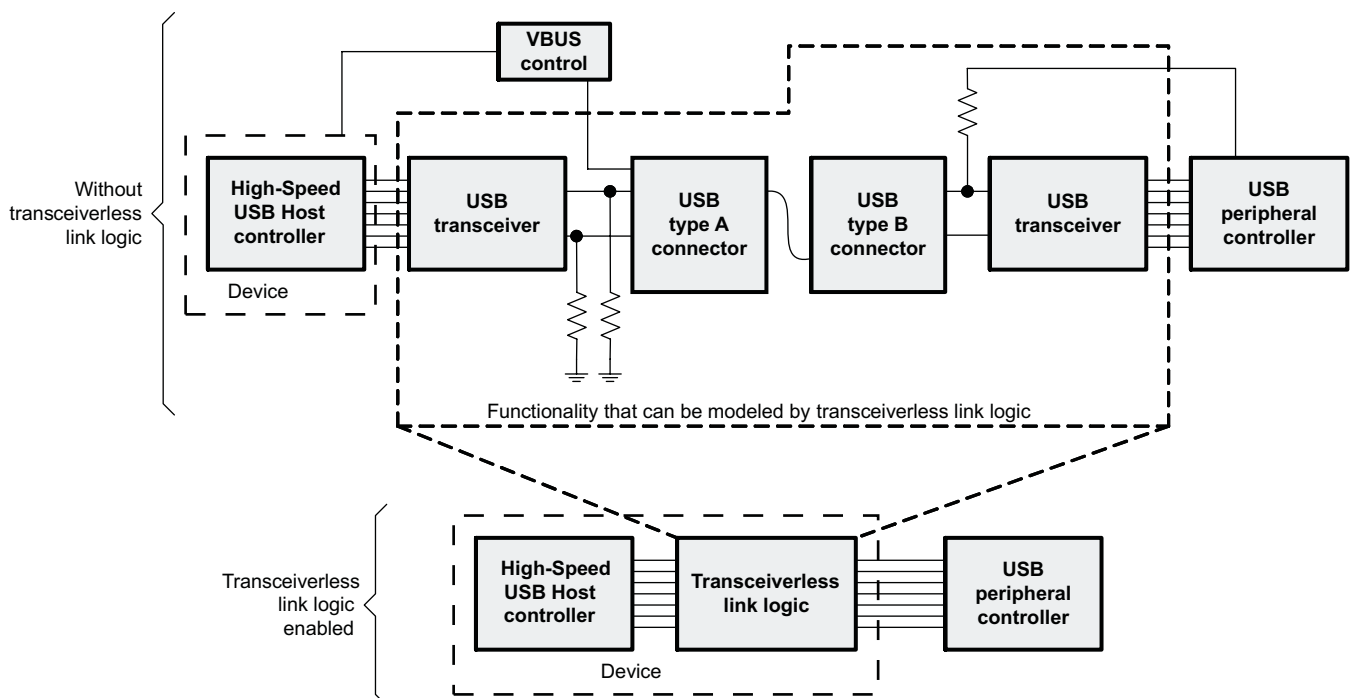 VBUS
control
Without
transceiverless
link logic
High-Speed
USB Host
controller
Device
USB
transceiver
USB
type A
connector
USB
type B
connector
USB
transceiver
USB
peripheral
controller
Functionality that can be modeled by transceiverless link logic
Transceiverless
link logic
enabled
High-Speed
USB Host
controller
Transceiverless
link logic
USB
peripheral
controller
Device